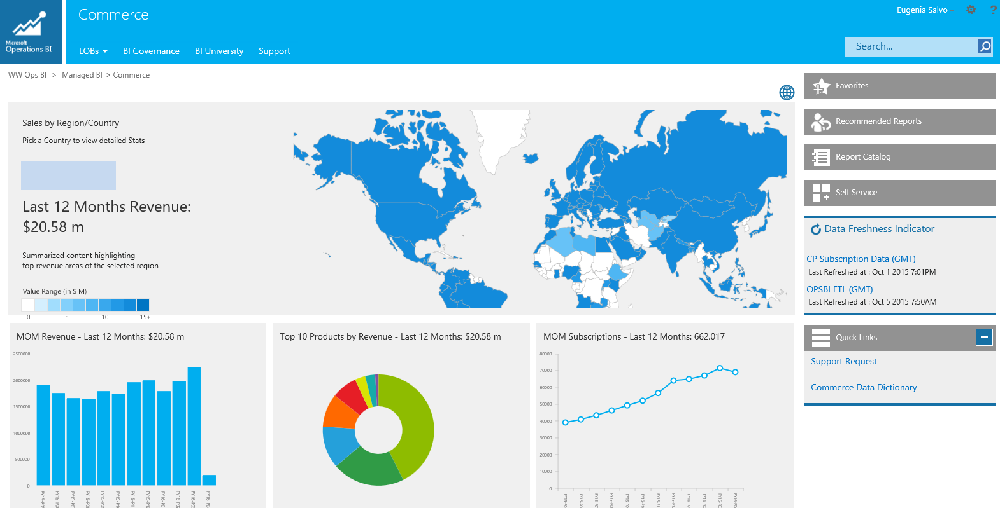 Commerce
Eugenia Salvo
?
Microsoft
Operations BI
LOBs
BI Governance
BI University
Support
Search...
WW Ops BI > Managed BI > Commerce
Favorites
Recommended Reports
Report Catalog
Self Service
Data Freshness Indicator
CP Subscription Data (GMT)
Last Refreshed at : Oct 1 2015 7:01PM
OPSBI ETL (GMT)
Last Refreshed at : Oct 5 2015 7:50AM
Quick Links
Support Request
Commerce Data Dictionary
Sales by Region/Country
Pick a Country to view detailed Stats
Last 12 Months Revenue:
$20.58 m
Summarized content highlighting
top revenue areas of the selected region
Value Range (in $ M)
0 5 10 15+
MOM Revenue - Last 12 Months: $20.58 m
2500000
2000000
1500000
1000000
500000
0
Top 10 Products by Revenue - Last 12 Months: $20.58 m
MOM Subscriptions - Last 12 Months: 662,017
80000
70000
60000
50000
40000
30000
20000
10000
0